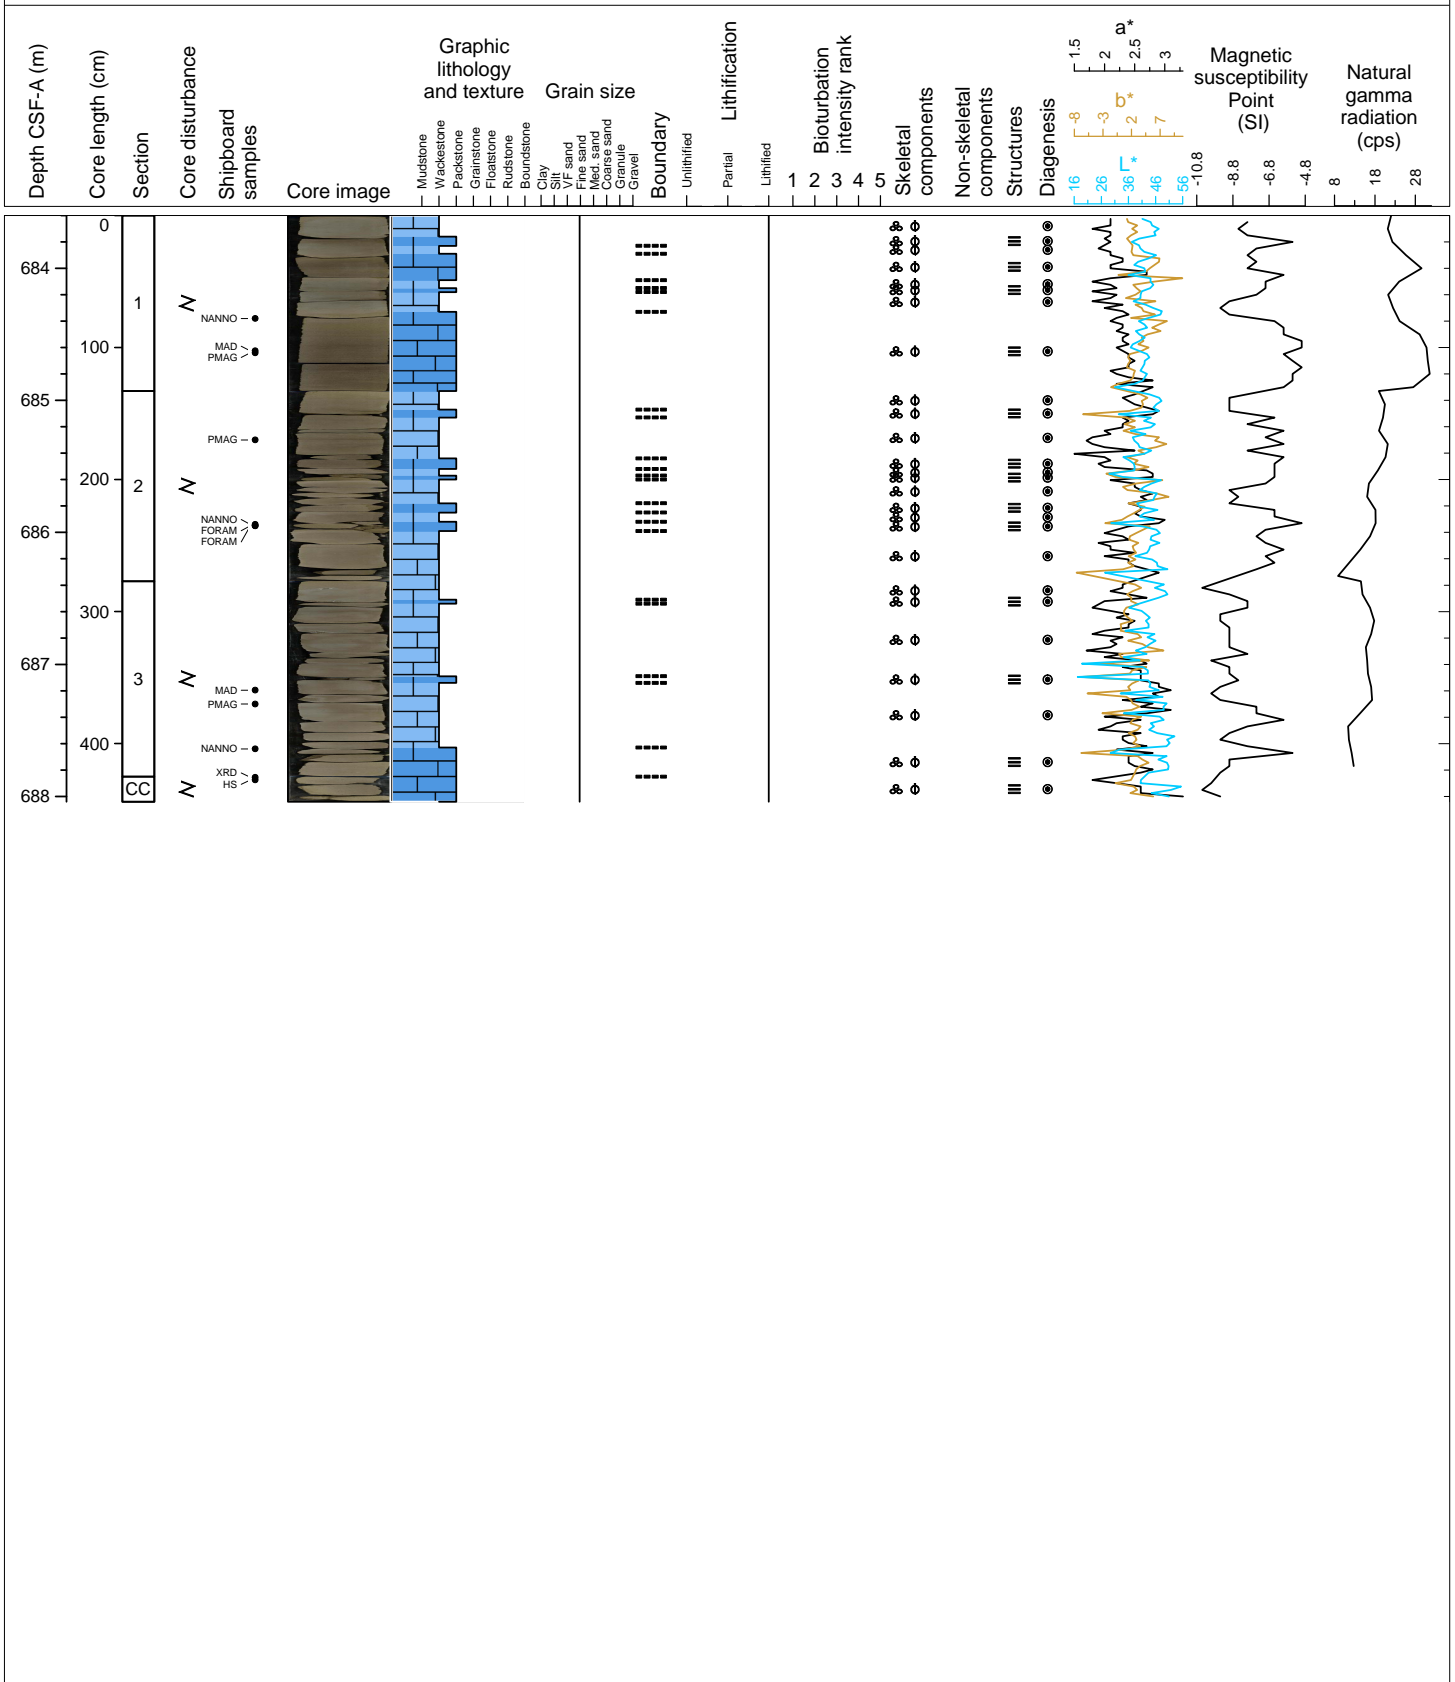 Depth CSF-A (m)
Core length (cm)
Section
Core disturbance
Shipboard
samples
Core image
Graphic
lithology
and texture
Mudstone
Wackestone
Packstone
Grainstone
Floatstone
Rudstone
Boundstone
Grain size
Clay
Silt
VF sand
Fine sand
Med. sand
Coarse sand
Granule
Gravel
Boundary
Lithification
Unlithified
Partial
Lithified
Bioturbation
intensity rank
1 2 3 4 5
Skeletal
components
Non-skeletal
components
Structures
Diagenesis
a*
1.5 2 2.5 3
b*
-8 -3 2 7
L*
16 26 36 46 56
Magnetic
susceptibility
Point
(SI)
-10.8 -8.8 -6.8 -4.8
Natural
gamma
radiation
(cps)
8 18 28
684
685
686
687
688
0
100
200
300
400
1
2
3
CC
NANNO
MAD
PMAG
PMAG
NANNO
FORAM
FORAM
MAD
PMAG
NANNO
XRD
HS